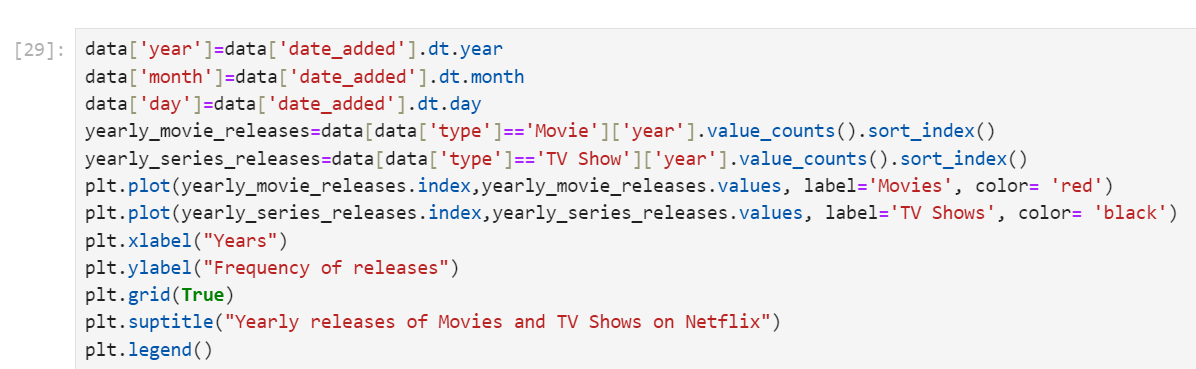 [29]: data['year']=data['date_added'].dt.year
data['month']=data['date_added'].dt.month
data['day']=data['date_added'].dt.day
yearly_movie_releases=data[data['type']=='Movie']['year'].value_counts().sort_index()
yearly_series_releases=data[data['type']=='TV Show']['year'].value_counts().sort_index()
plt.plot(yearly_movie_releases.index,yearly_movie_releases.values, label='Movies', color= 'red')
plt.plot(yearly_series_releases.index,yearly_series_releases.values, label='TV Shows', color= 'black')
plt.xlabel("Years")
plt.ylabel("Frequency of releases")
plt.grid(True)
plt.suptitle("Yearly releases of Movies and TV Shows on Netflix")
plt.legend()